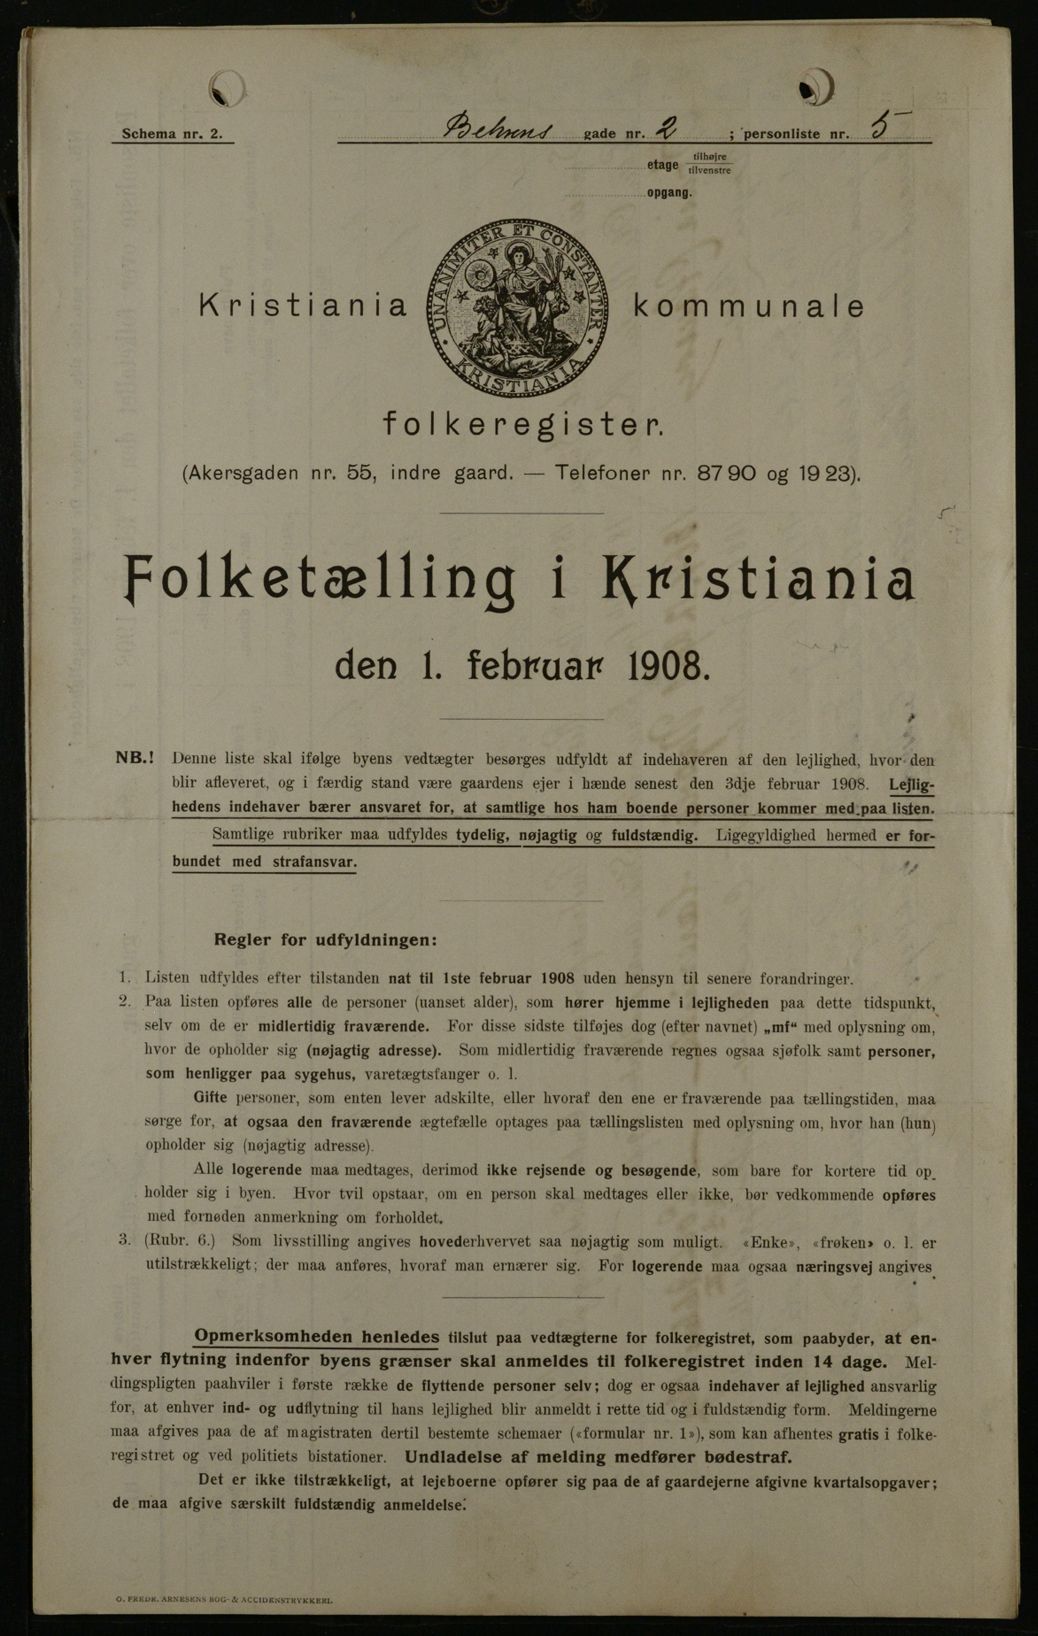 Schema nr. 2.
Behrens gade nr. 2 ; personliste nr. 5
etage tilhøjre
tilvenstre
opgang.
UNANIMITER ET CONSTANTER
KRISTIANIA
Kristiania kommunale
folkeregister.
(Akersgaden nr. 55, indre gaard. — Telefoner nr. 87 90 og 19 23).
Folketælling i Kristiania
den 1. februar 1908.
NB.! Denne liste skal ifølge byens vedtægter besørges udfyldt af indehaveren af den lejlighed, hvor den
blir afleveret, og i færdig stand være gaardens ejer i hænde senest den 3dje februar 1908. Lejlig-
hedens indehaver bærer ansvaret for, at samtlige hos ham boende personer kommer med paa listen.
Samtlige rubriker maa udfyldes tydelig, nøjagtig og fuldstændig. Ligegyldighed hermed er for-
bundet med strafansvar.
Regler for udfyldningen:
1. Listen udfyldes efter tilstanden nat til 1ste februar 1908 uden hensyn til senere forandringer.
2. Paa listen opføres alle de personer (uanset alder), som hører hjemme i lejligheden paa dette tidspunkt,
selv om de er midlertidig fraværende. For disse sidste tilføjes dog (efter navnet) „mf“ med oplysning om,
hvor de opholder sig (nøjagtig adresse). Som midlertidig fraværende regnes ogsaa sjøfolk samt personer,
som henligger paa sygehus, varetægtsfanger o. l.
Gifte personer, som enten lever adskilte, eller hvoraf den ene er fraværende paa tællingstiden, maa
sørge for, at ogsaa den fraværende ægtefælle optages paa tællingslisten med oplysning om, hvor han (hun)
opholder sig (nøjagtig adresse).
Alle logerende maa medtages, derimod ikke rejsende og besøgende, som bare for kortere tid op-
holder sig i byen. Hvor tvil opstaar, om en person skal medtages eller ikke, bør vedkommende opføres
med fornøden anmerkning om forholdet.
3. (Rubr. 6.) Som livsstilling angives hovederhvervet saa nøjagtig som muligt. «Enke», «frøken» o. l. er
utilstrækkeligt; der maa anføres, hvoraf man ernærer sig. For logerende maa ogsaa næringsvej angives.
Opmerksomheden henledes tilslut paa vedtægterne for folkeregistret, som paabyder, at en-
hver flytning indenfor byens grænser skal anmeldes til folkeregistret inden 14 dage. Mel-
dingspligten paahviler i første række de flyttende personer selv; dog er ogsaa indehaver af lejlighed ansvarlig
for, at enhver ind- og udflytning til hans lejlighed blir anmeldt i rette tid og i fuldstændig form. Meldingerne
maa afgives paa de af magistraten dertil bestemte schemaer («formular nr. 1»), som kan afhentes gratis i folke-
registret og ved politiets bistationer. Undladelse af melding medfører bødestraf.
Det er ikke tilstrækkeligt, at lejeboerne opfører sig paa de af gaardejerne afgivne kvartalsopgaver;
de maa afgive særskilt fuldstændig anmeldelse.
O. FREDR. ARNESENS BOG- & ACCIDENSTRYKKERI.